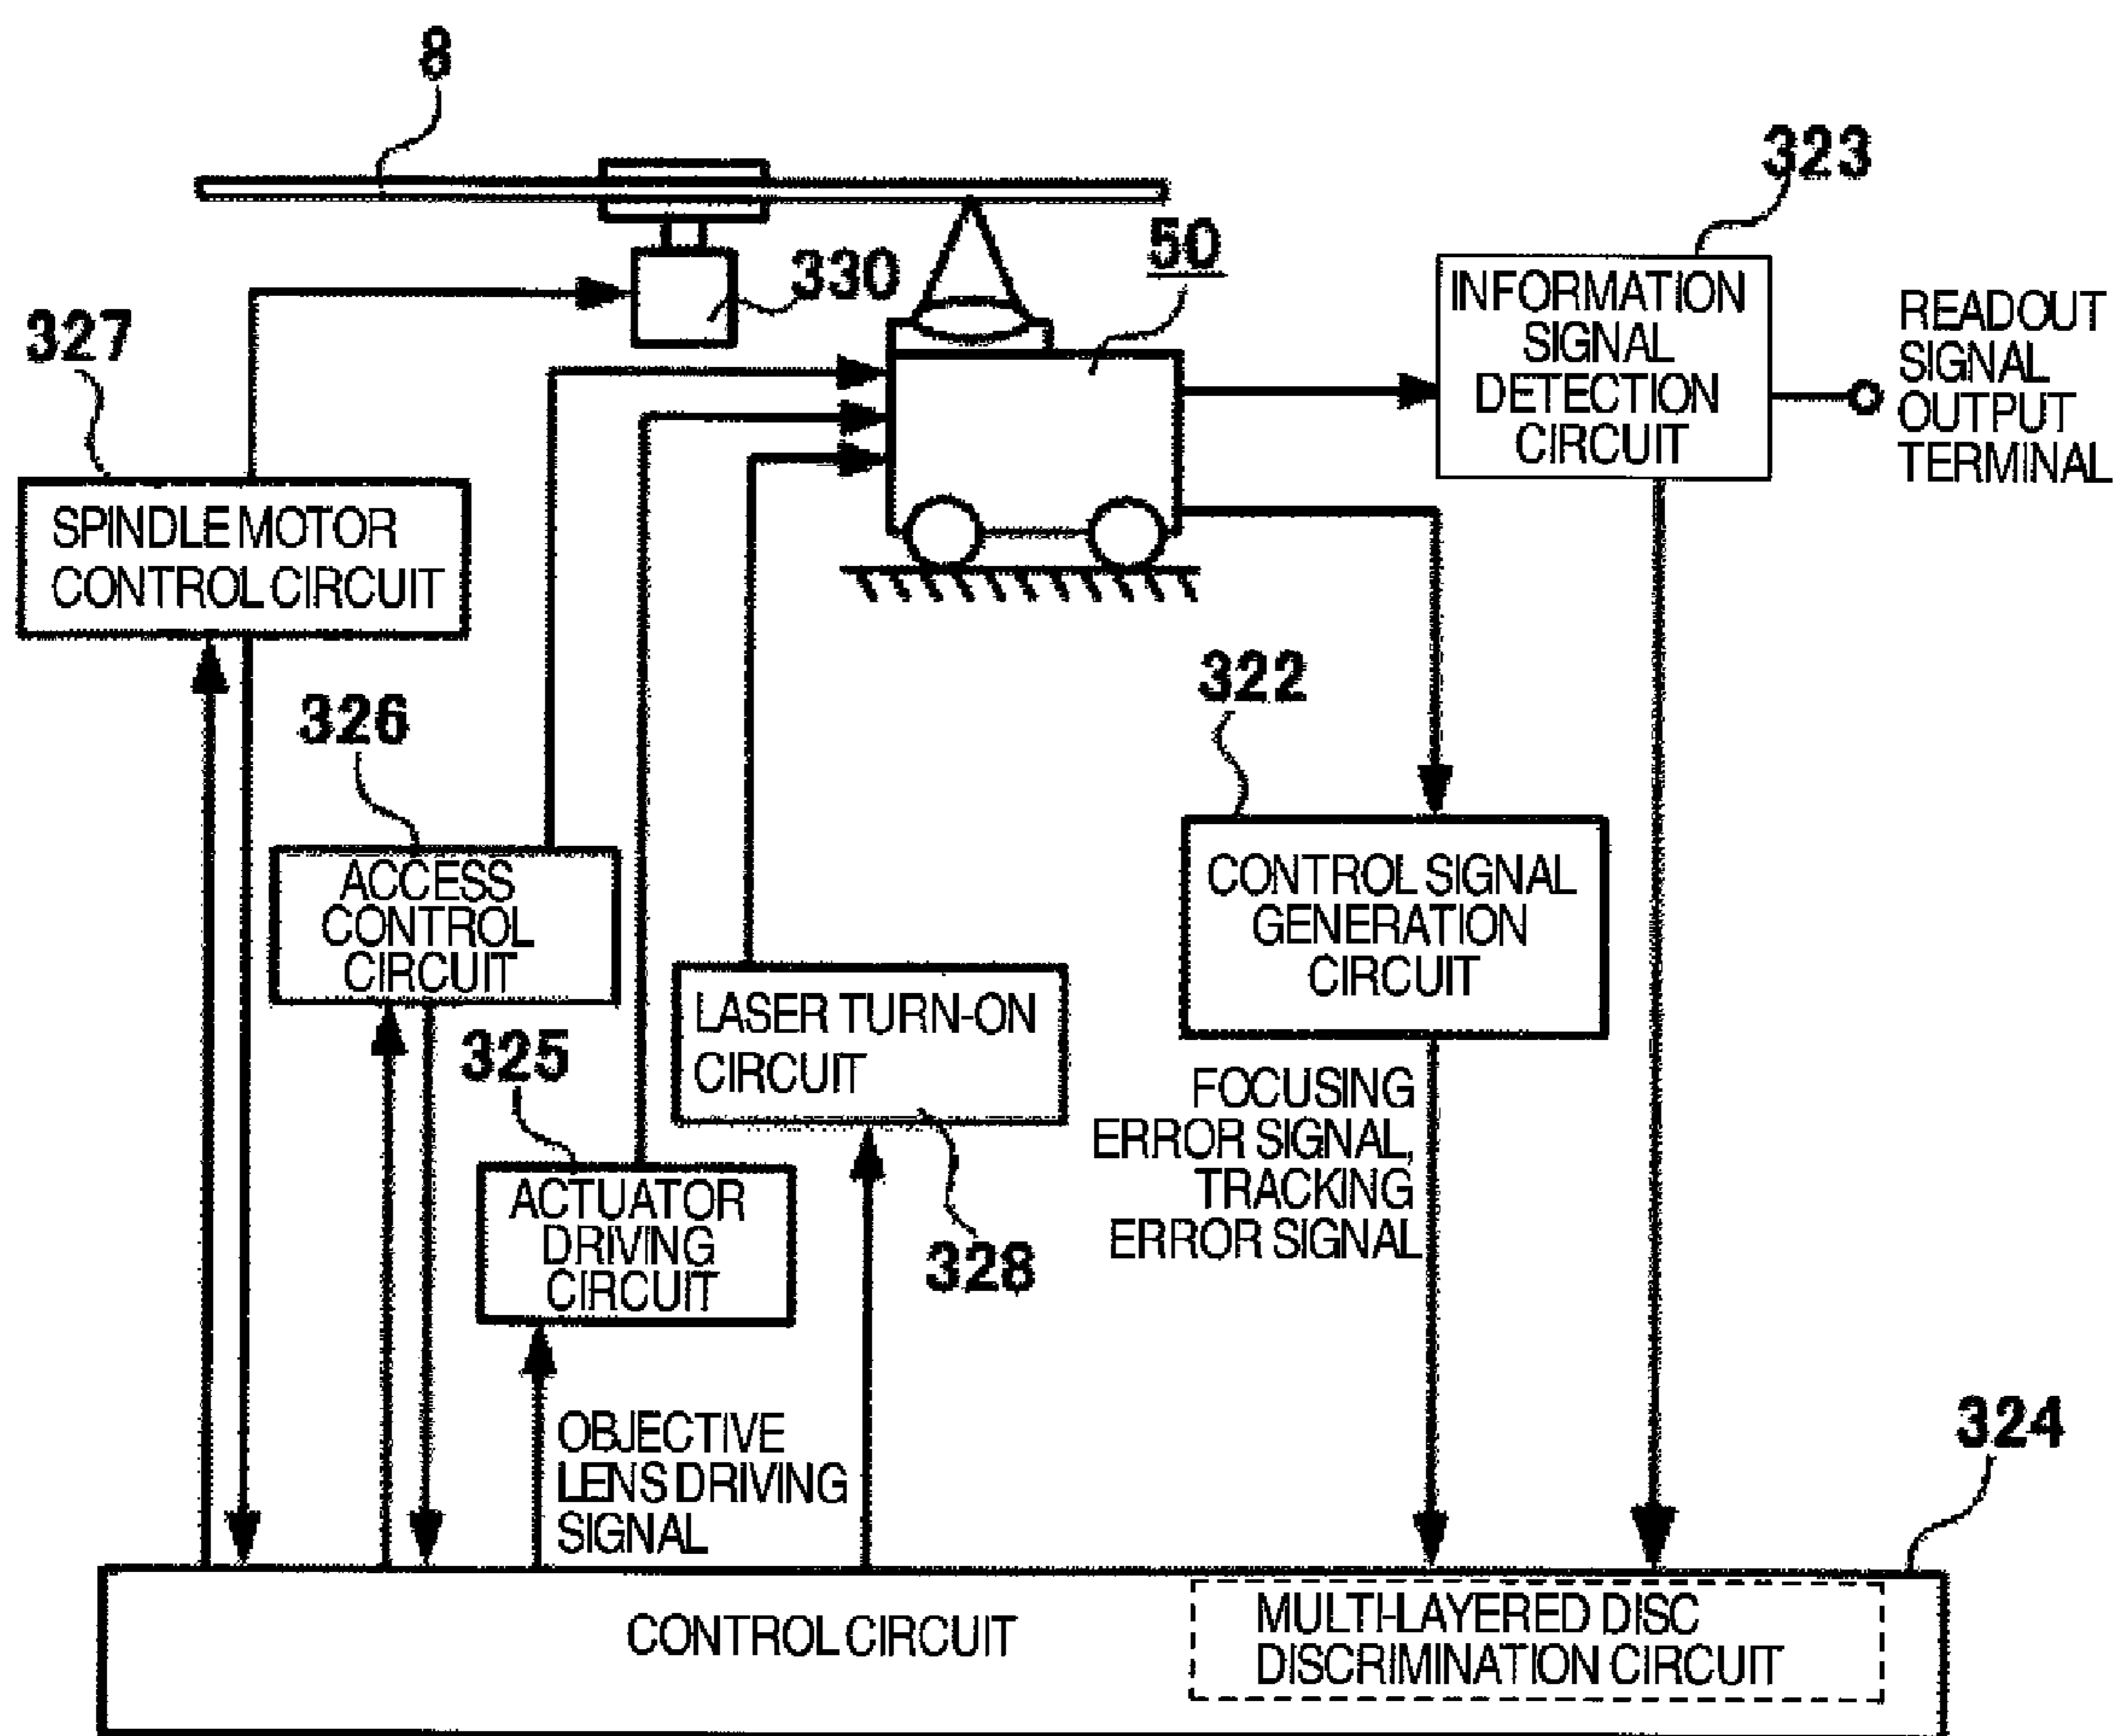 8
323
50
330
INFORMATION
SIGNAL
DETECTION
CIRCUIT
READOUT
SIGNAL
OUTPUT
TERMINAL
327
SPINDLE MOTOR
CONTROL CIRCUIT
322
326
CONTROL SIGNAL
GENERATION
CIRCUIT
ACCESS
CONTROL
CIRCUIT
LASER TURN-ON
CIRCUIT
325
FOCUSING
ERROR SIGNAL,
TRACKING
ERROR SIGNAL
ACTUATOR
DRIVING
CIRCUIT
328
OBJECTIVE
LENS DRIVING
SIGNAL
324
CONTROL CIRCUIT
MULTI-LAYERED DISC
DISCRIMINATION CIRCUIT